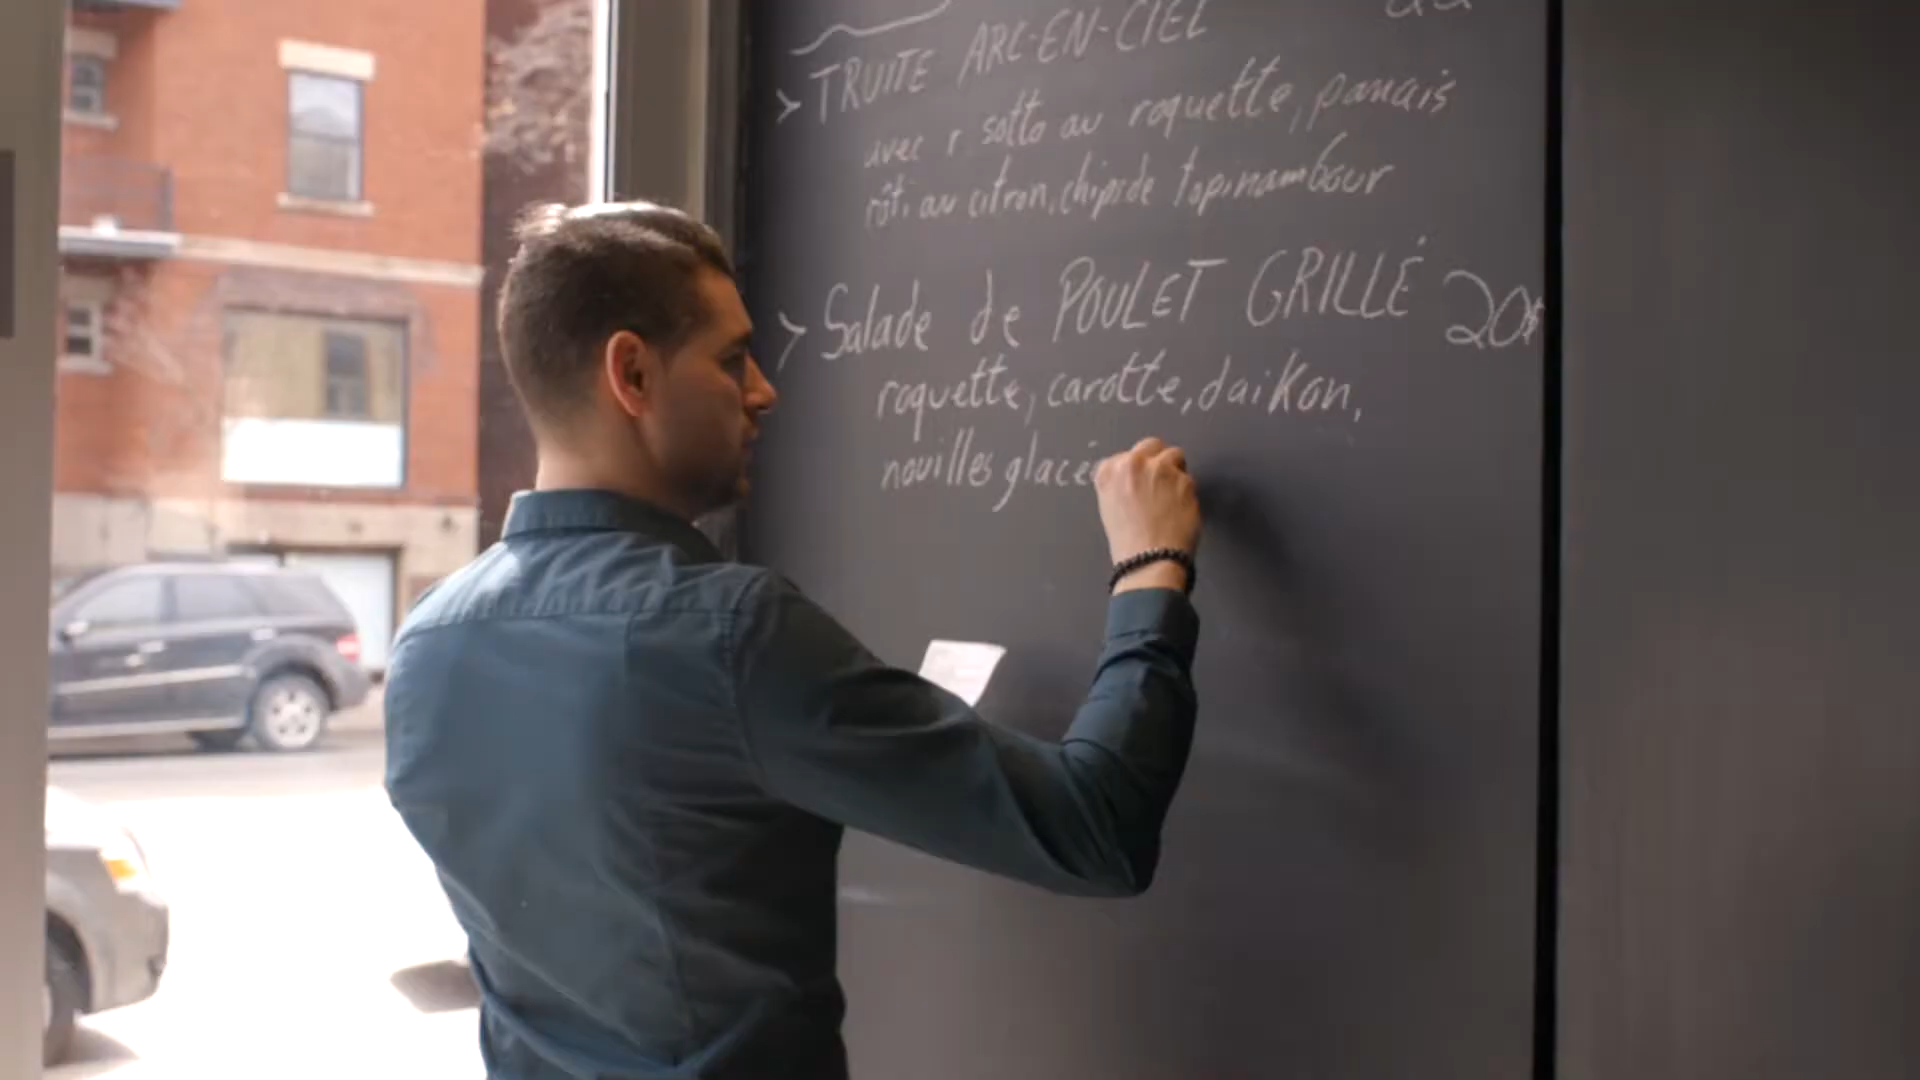 > TRUITE ARC-EN-CIEL
avec r sotto au roquette, panais
rôti au citron, chips de topinambour
> Salade de POULET GRILLÉ 20$
roquette, carotte, daikon,
nouilles glacé